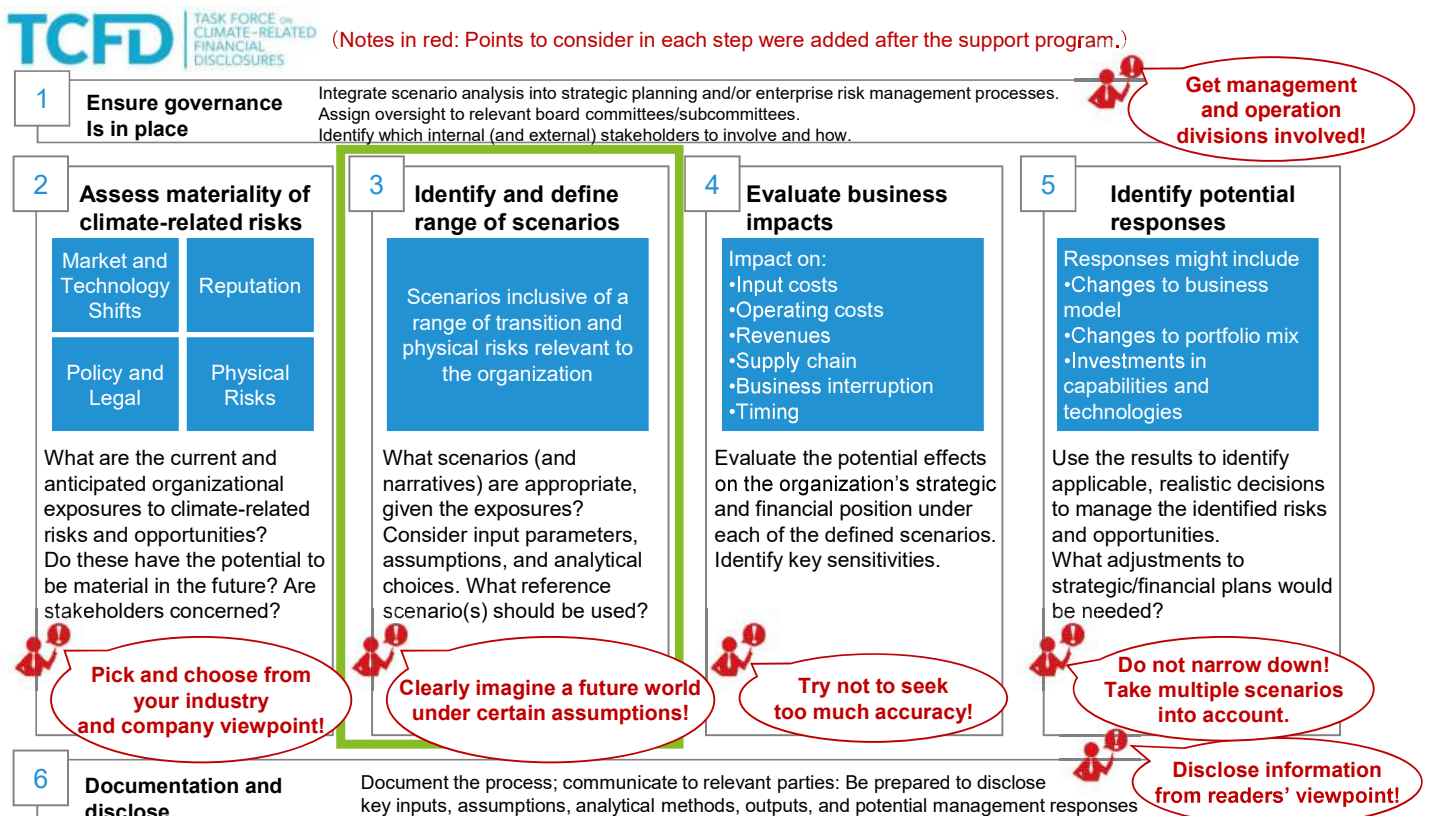 TCFD
TASK FORCE ON
CLIMATE-RELATED
FINANCIAL
DISCLOSURES
(Notes in red: Points to consider in each step were added after the support program.)
1
Ensure governance
Is in place
Integrate scenario analysis into strategic planning and/or enterprise risk management processes.
Assign oversight to relevant board committees/subcommittees.
Identify which internal (and external) stakeholders to involve and how.
Get management
and operation
divisions involved!
2
Assess materiality of
climate-related risks
Market and
Technology
Shifts
Reputation
Policy and
Legal
Physical
Risks
What are the current and
anticipated organizational
exposures to climate-related
risks and opportunities?
Do these have the potential to
be material in the future? Are
stakeholders concerned?
Pick and choose from
your industry
and company viewpoint!
3
Identify and define
range of scenarios
Scenarios inclusive of a
range of transition and
physical risks relevant to
the organization
What scenarios (and
narratives) are appropriate,
given the exposures?
Consider input parameters,
assumptions, and analytical
choices. What reference
scenario(s) should be used?
Clearly imagine a future world
under certain assumptions!
4
Evaluate business
impacts
Impact on:
•Input costs
•Operating costs
•Revenues
•Supply chain
•Business interruption
•Timing
Evaluate the potential effects
on the organization's strategic
and financial position under
each of the defined scenarios.
Identify key sensitivities.
Try not to seek
too much accuracy!
5
Identify potential
responses
Responses might include
•Changes to business
model
•Changes to portfolio mix
•Investments in
capabilities and
technologies
Use the results to identify
applicable, realistic decisions
to manage the identified risks
and opportunities.
What adjustments to
strategic/financial plans would
be needed?
Do not narrow down!
Take multiple scenarios
into account.
6
Documentation and
disclose
Document the process; communicate to relevant parties: Be prepared to disclose
key inputs, assumptions, analytical methods, outputs, and potential management responses
Disclose information
from readers' viewpoint!